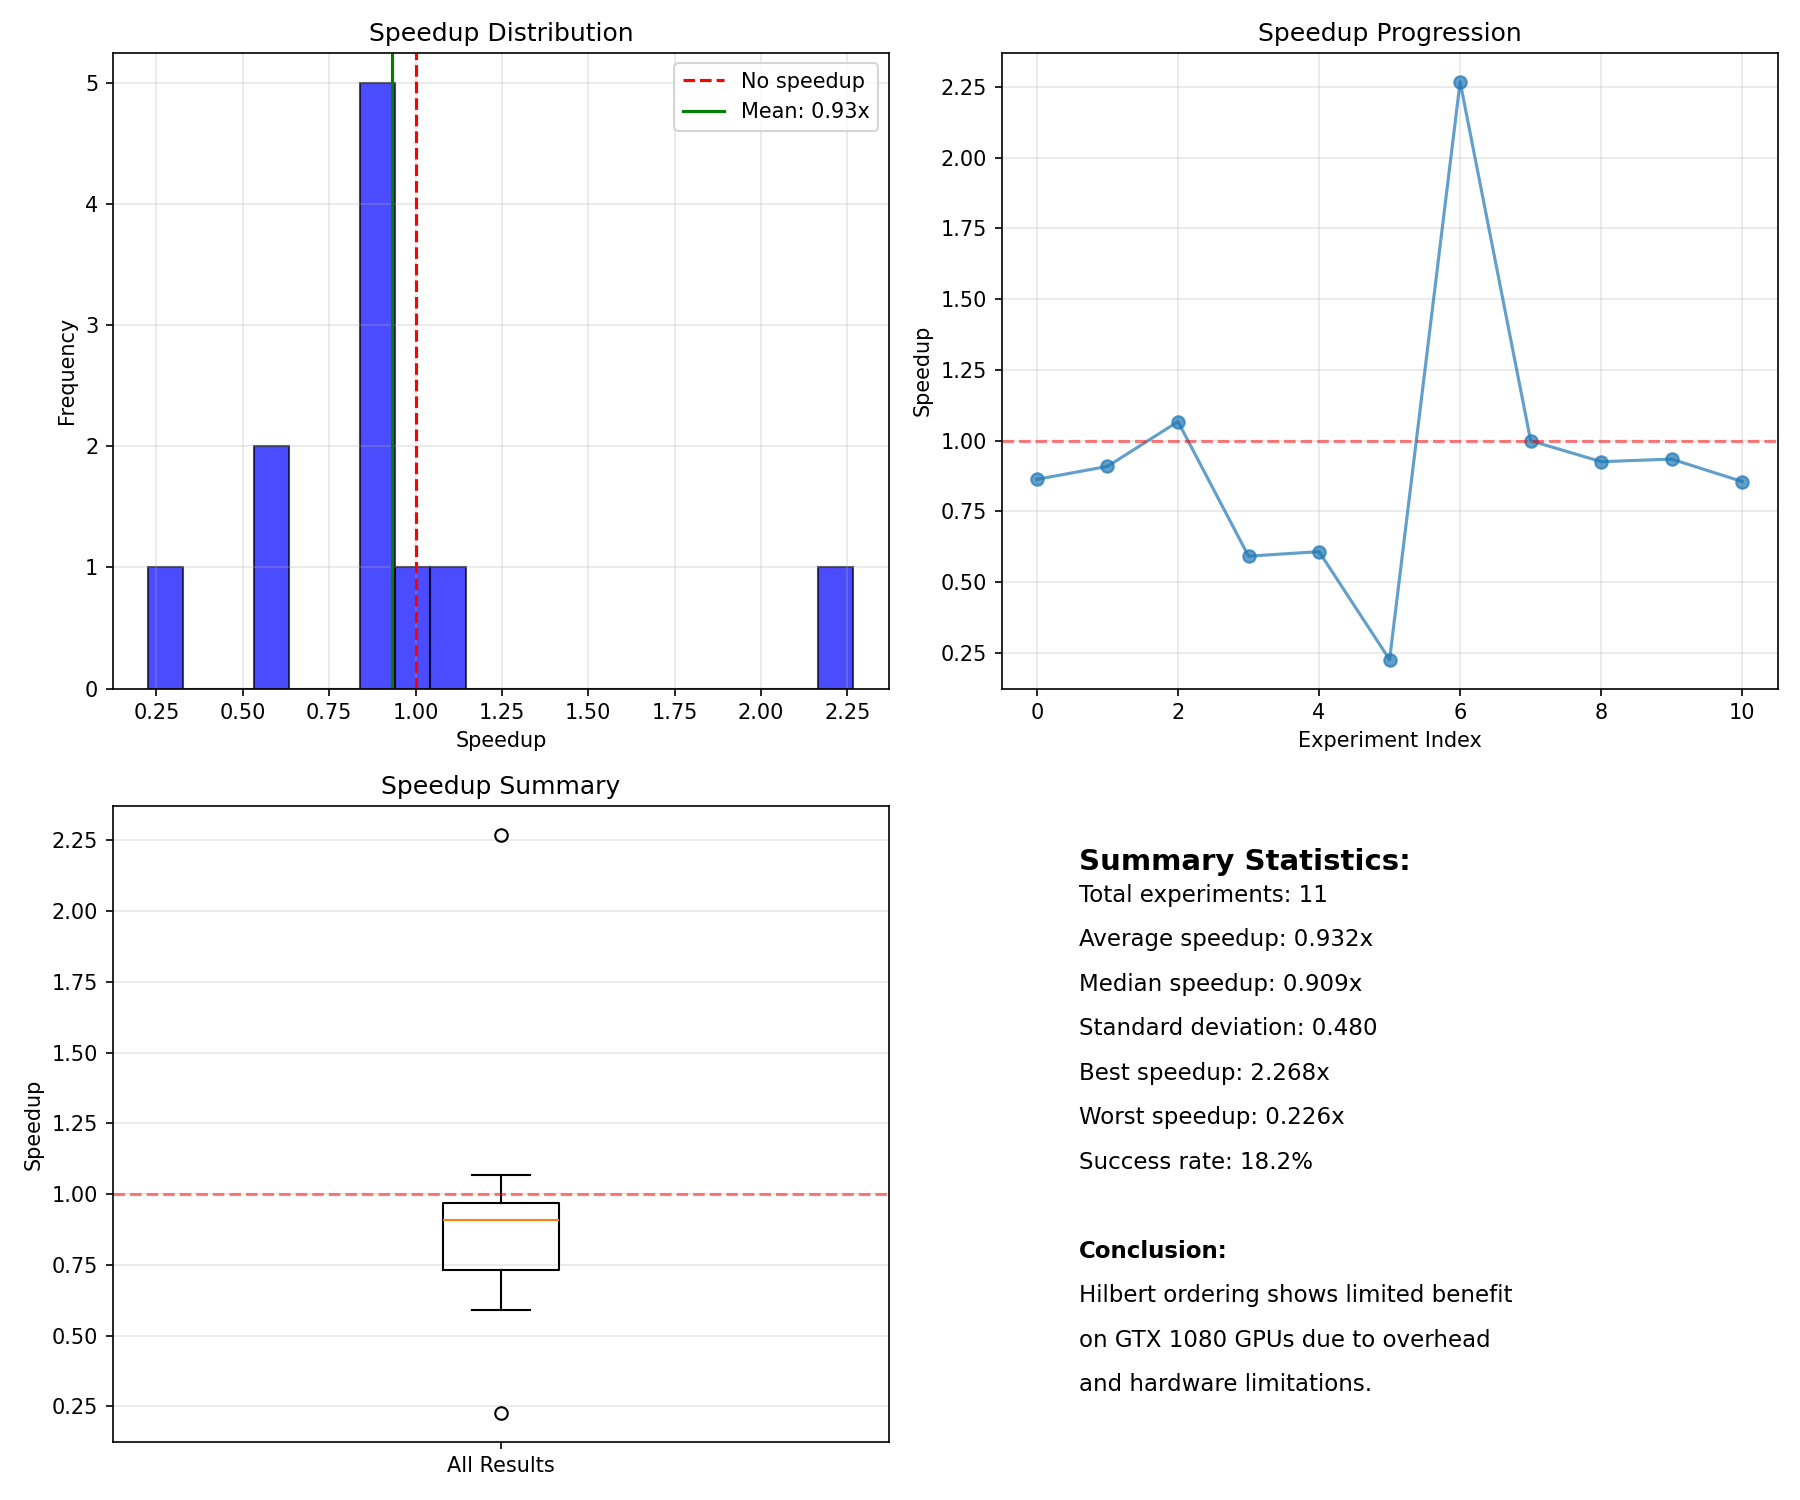 Speedup Distribution
5
4
3
2
1
0
Frequency
0.25 0.50 0.75 1.00 1.25 1.50 1.75 2.00 2.25
Speedup
No speedup
Mean: 0.93x
Speedup Progression
2.25
2.00
1.75
1.50
1.25
1.00
0.75
0.50
0.25
Speedup
0 2 4 6 8 10
Experiment Index
Speedup Summary
2.25
2.00
1.75
1.50
1.25
1.00
0.75
0.50
0.25
Speedup
All Results
Summary Statistics:
Total experiments: 11
Average speedup: 0.932x
Median speedup: 0.909x
Standard deviation: 0.480
Best speedup: 2.268x
Worst speedup: 0.226x
Success rate: 18.2%
Conclusion:
Hilbert ordering shows limited benefit
on GTX 1080 GPUs due to overhead
and hardware limitations.